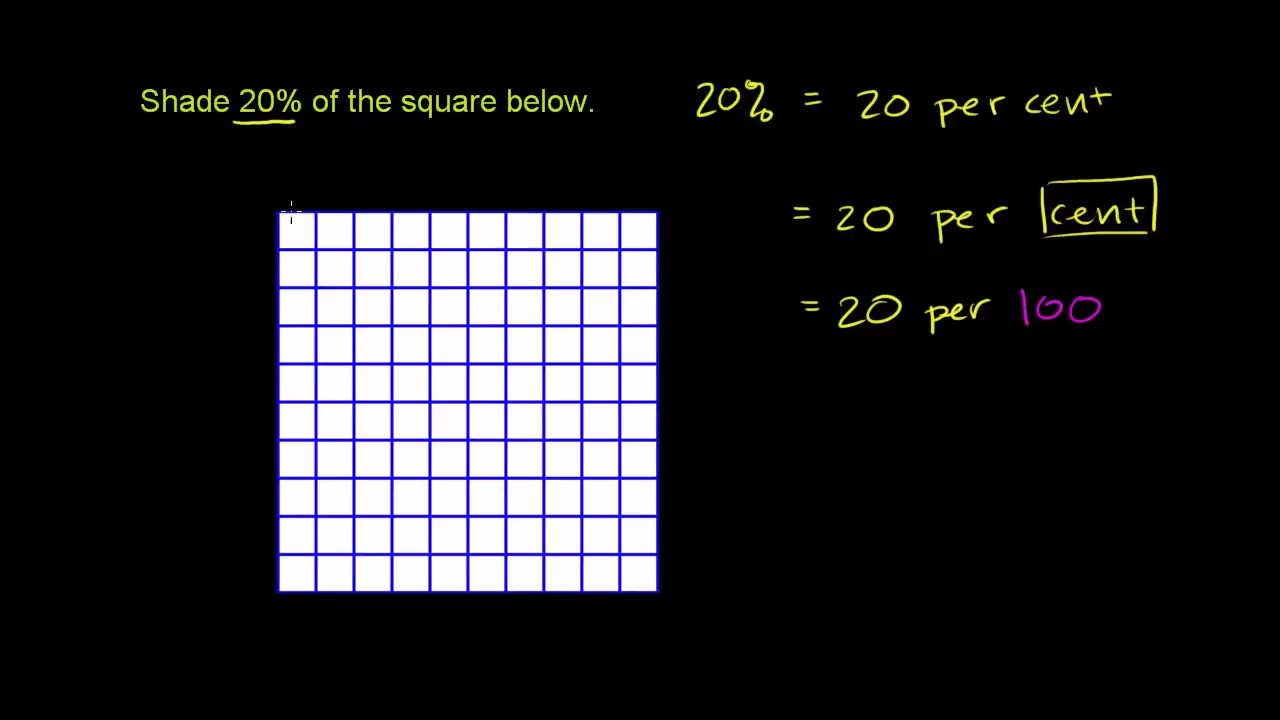 Shade 20% of the square below.
20% = 20 per cent
= 20 per cent
= 20 per 100